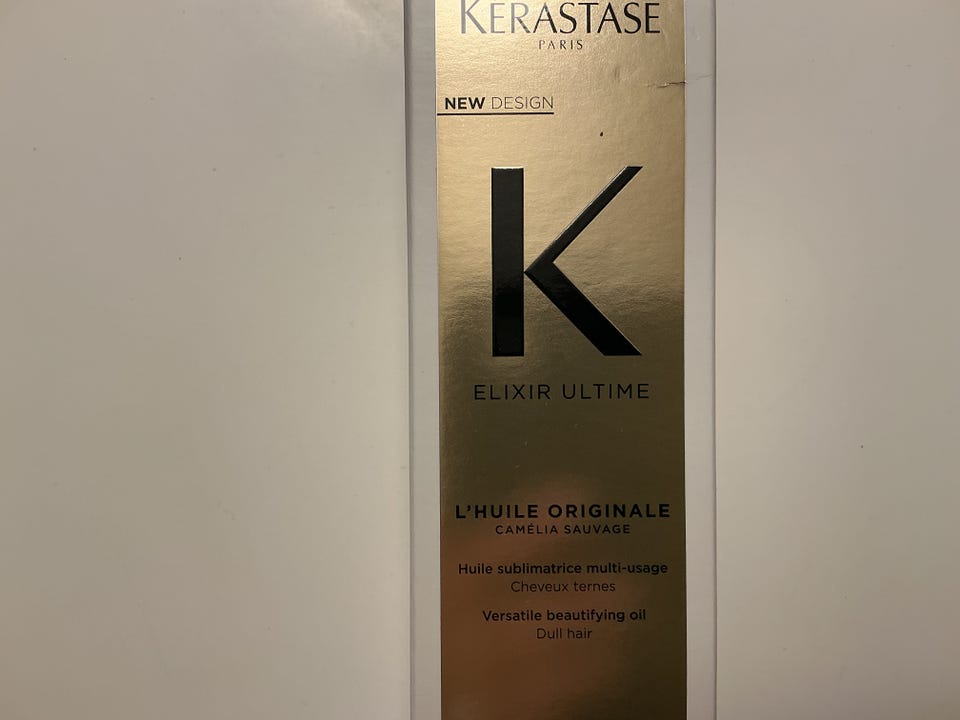 KERASTASE
PARIS
NEW DESIGN
K
ELIXIR ULTIME
L'HUILE ORIGINALE
CAMÉLIA SAUVAGE
Huile sublimatrice multi-usage
Cheveux ternes
Versatile beautifying oil
Dull hair